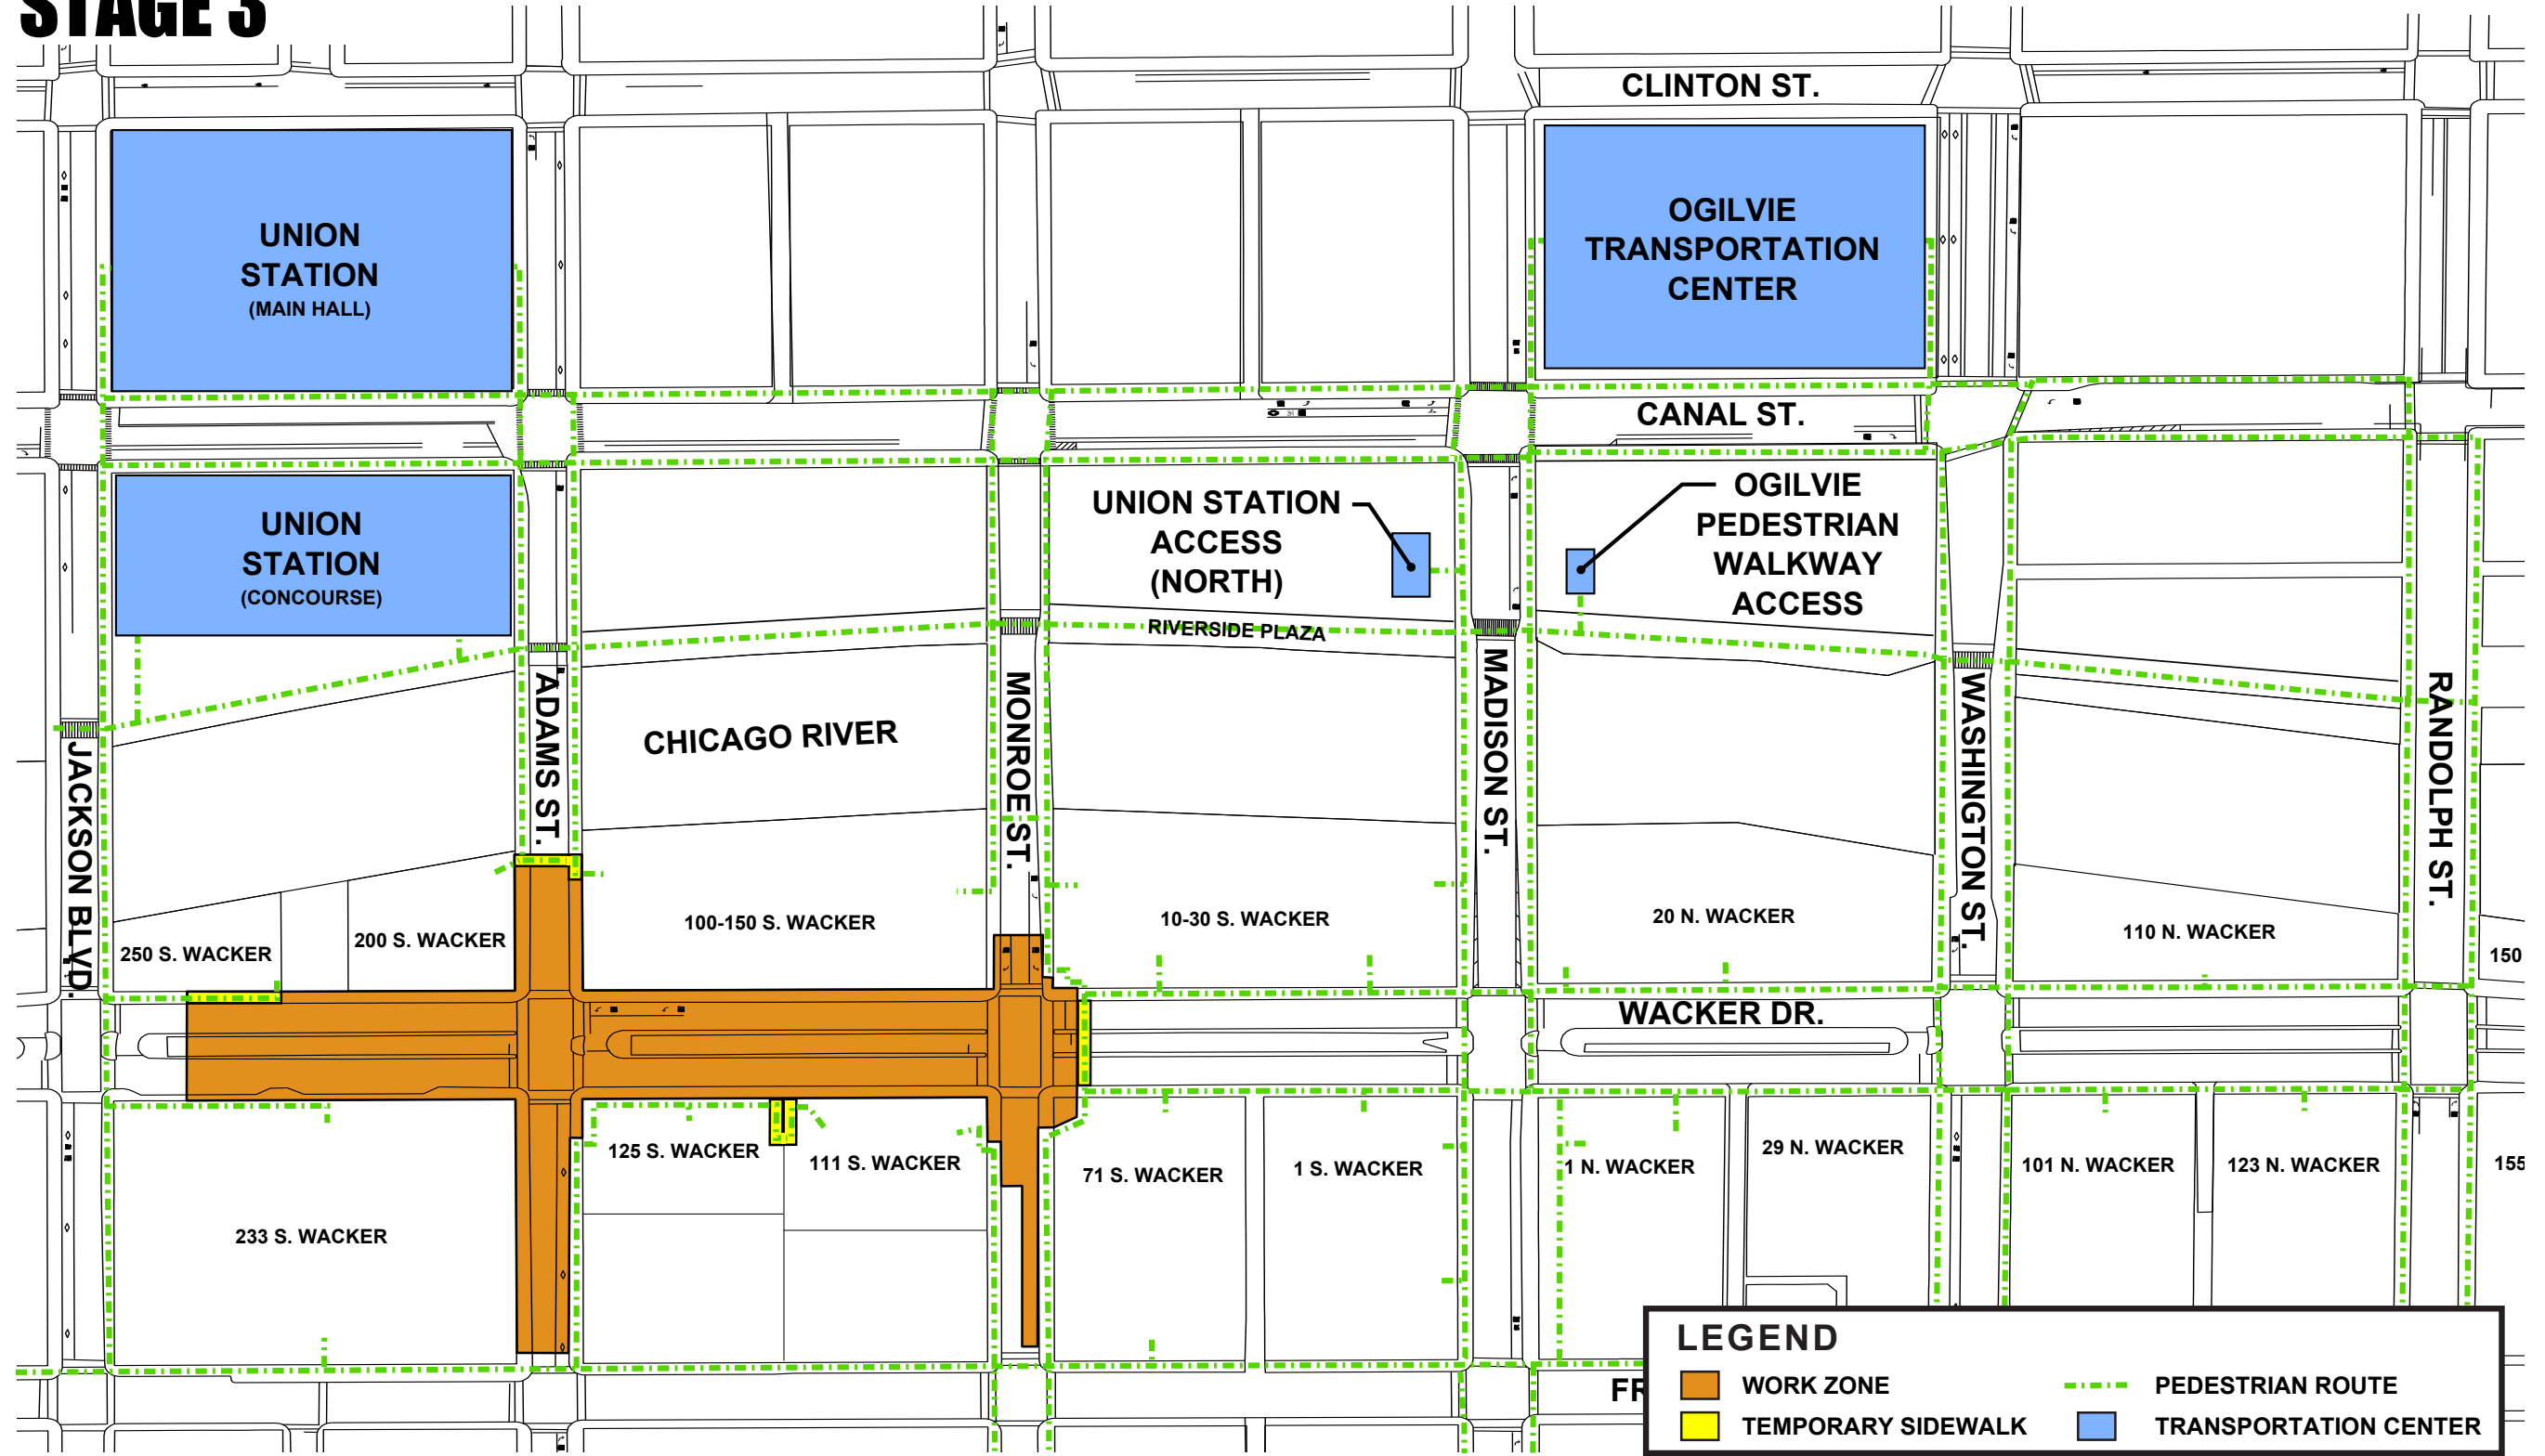 STAGE 3
CLINTON ST.
UNION
STATION
(MAIN HALL)
OGILVIE
TRANSPORTATION
CENTER
CANAL ST.
UNION
STATION
(CONCOURSE)
UNION STATION
ACCESS
(NORTH)
OGILVIE
PEDESTRIAN
WALKWAY
ACCESS
RIVERSIDE PLAZA
CHICAGO RIVER
JACKSON BLVD.
ADAMS ST.
MONROE ST.
MADISON ST.
WASHINGTON ST.
RANDOLPH ST.
250 S. WACKER
200 S. WACKER
100-150 S. WACKER
10-30 S. WACKER
20 N. WACKER
110 N. WACKER
150
WACKER DR.
233 S. WACKER
125 S. WACKER
111 S. WACKER
71 S. WACKER
1 S. WACKER
1 N. WACKER
29 N. WACKER
101 N. WACKER
123 N. WACKER
155
FR
LEGEND
WORK ZONE
PEDESTRIAN ROUTE
TEMPORARY SIDEWALK
TRANSPORTATION CENTER